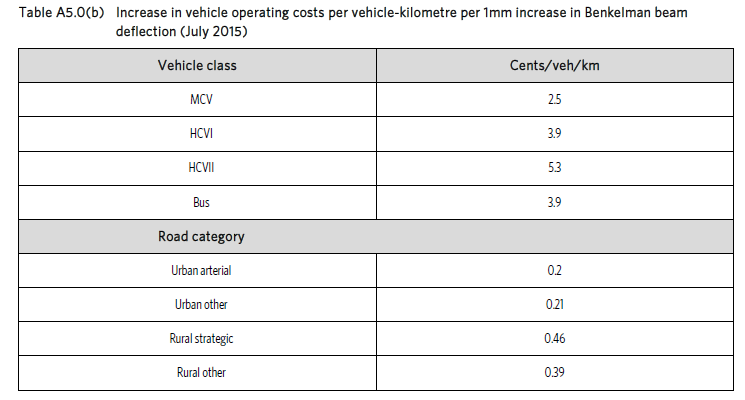 Table A5.0(b) Increase in vehicle operating costs per vehicle-kilometre per 1mm increase in Benkelman beam
deflection (July 2015)
Vehicle class Cents/veh/km
MCV 2.5
HCVI 3.9
HCVII 5.3
Bus 3.9
Road category
Urban arterial 0.2
Urban other 0.21
Rural strategic 0.46
Rural other 0.39